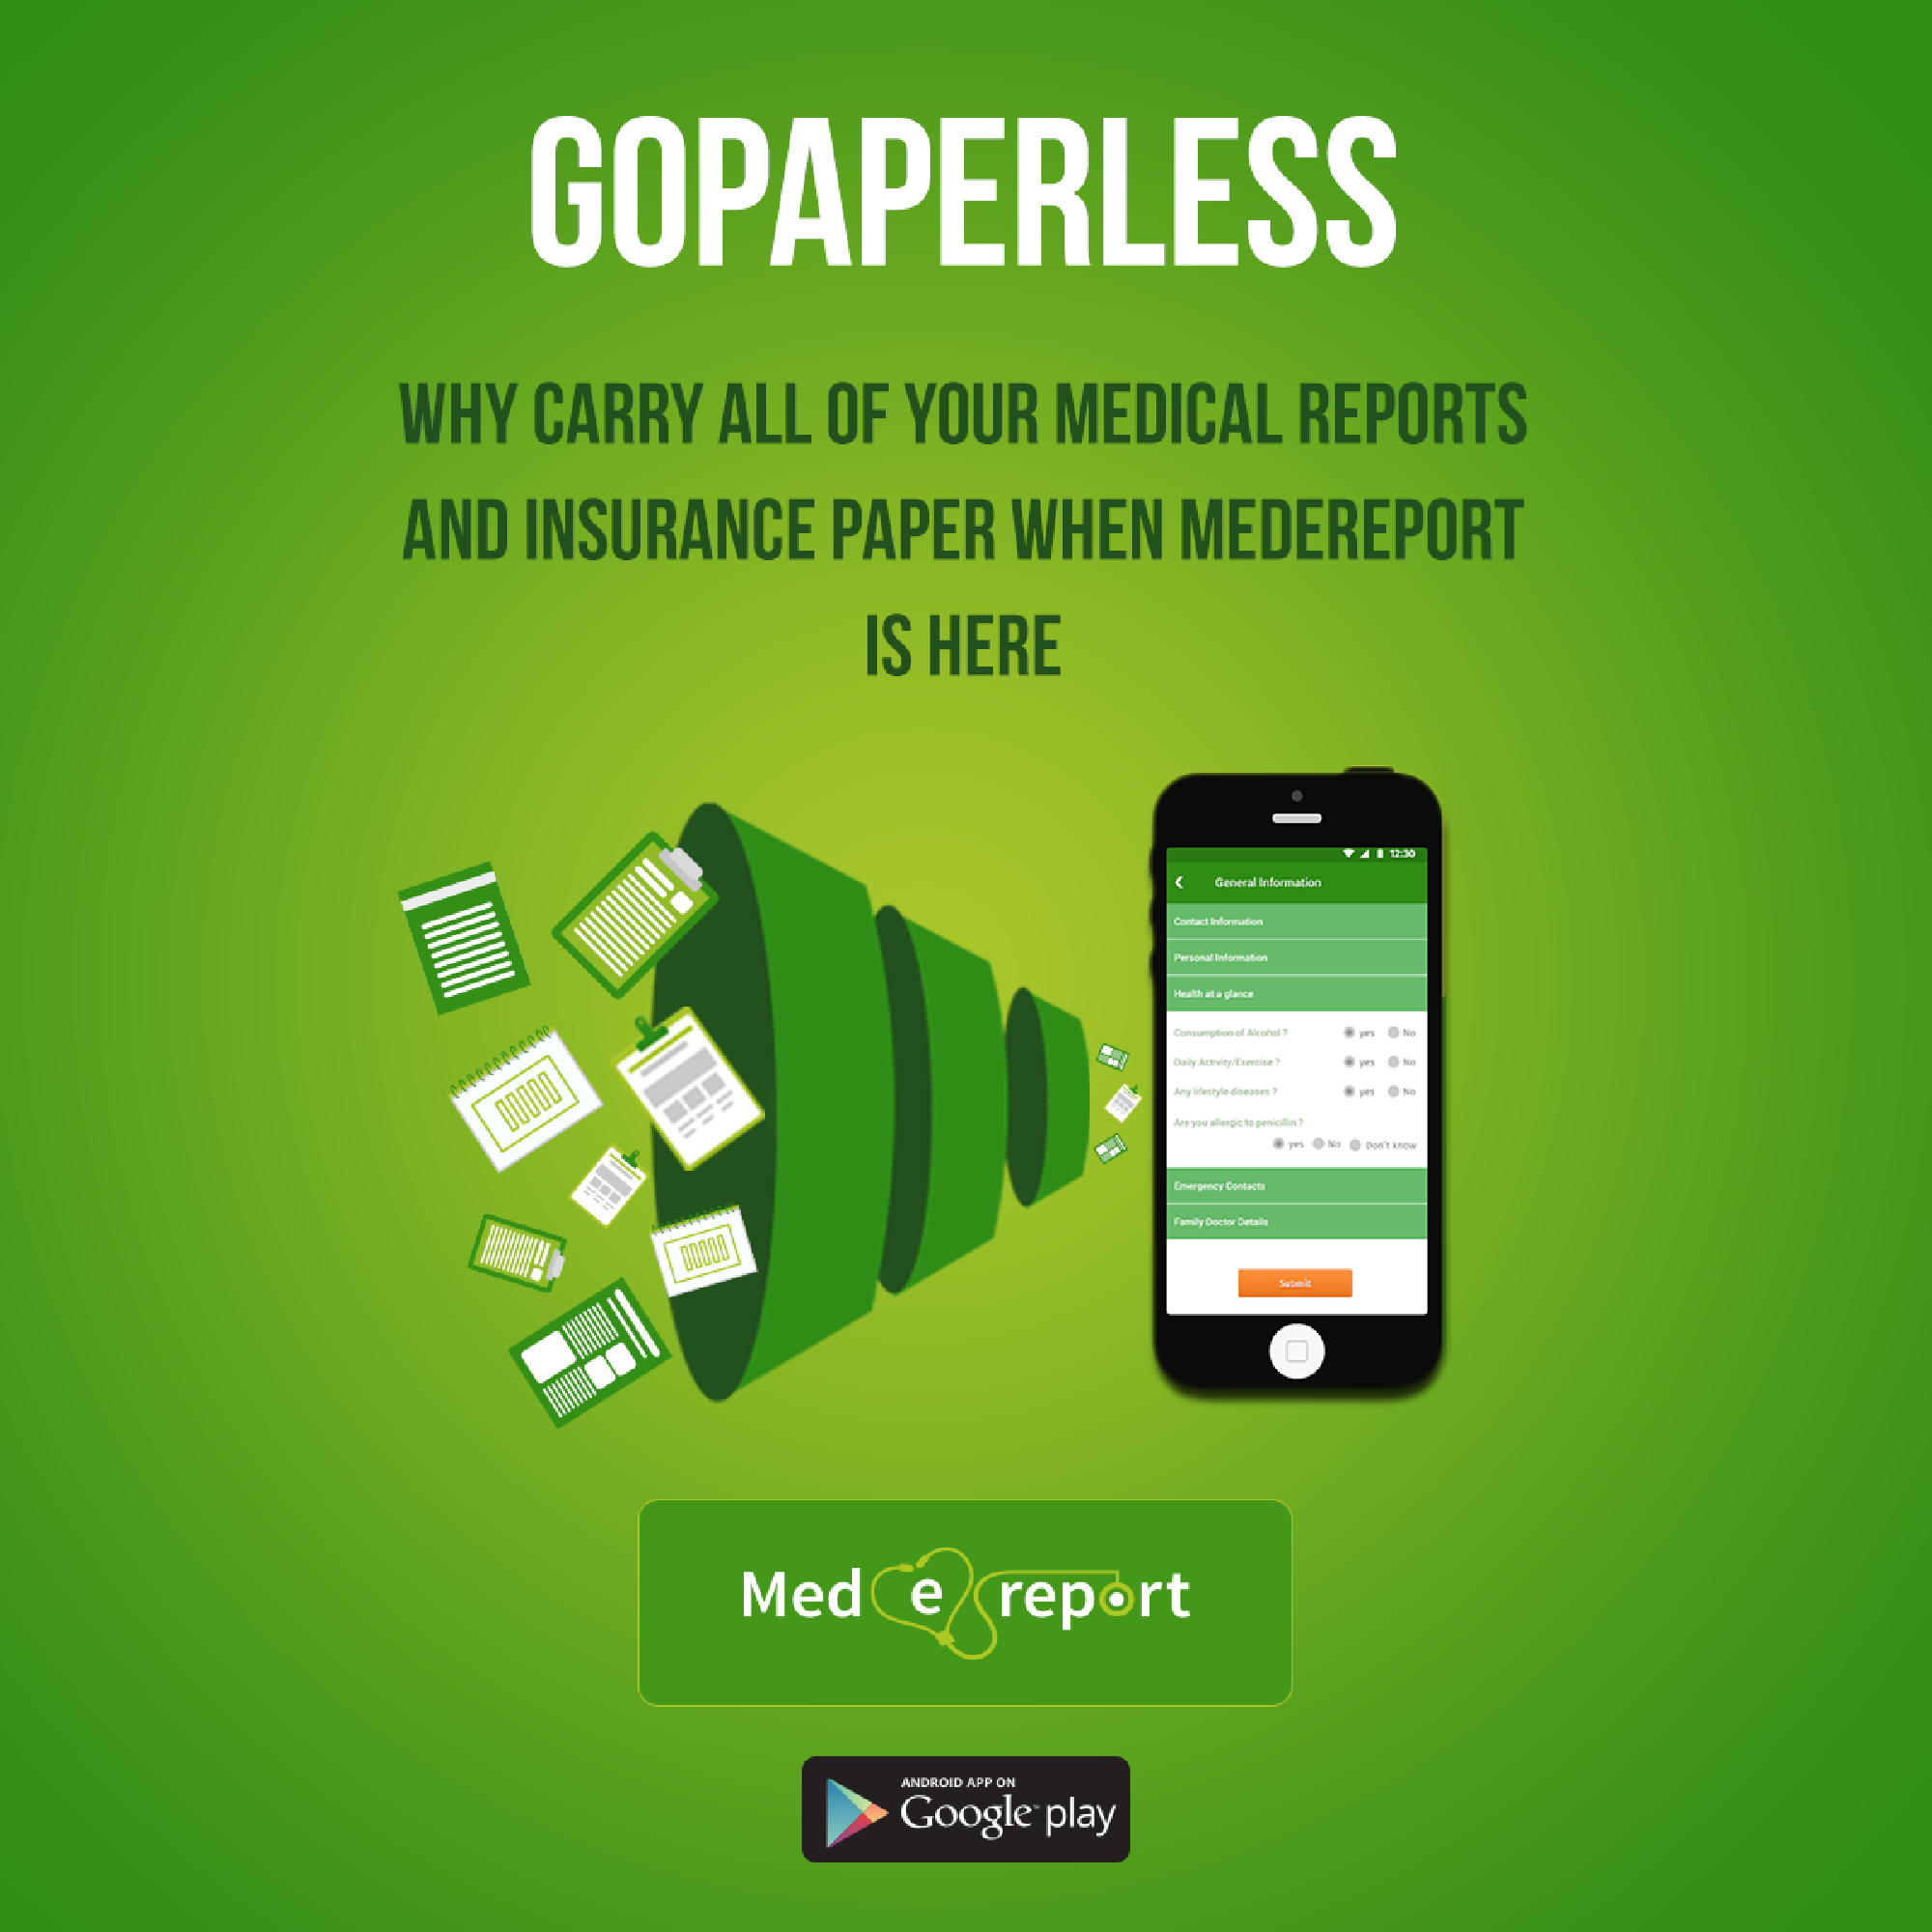 GOPAPERLESS
WHY CARRY ALL OF YOUR MEDICAL REPORTS
AND INSURANCE PAPER WHEN MEDEREPORT
IS HERE
12:30
General Information
Contact Information
Personal Information
Health at a glance
Consumption of Alcohol ? yes No
Daily Activity/Exercise ? yes No
Any lifestyle diseases ? yes No
Are you allergic to penicillin ?
yes No Don't know
Emergency Contacts
Family Doctor Details
Submit
Med e report
ANDROID APP ON
Google play